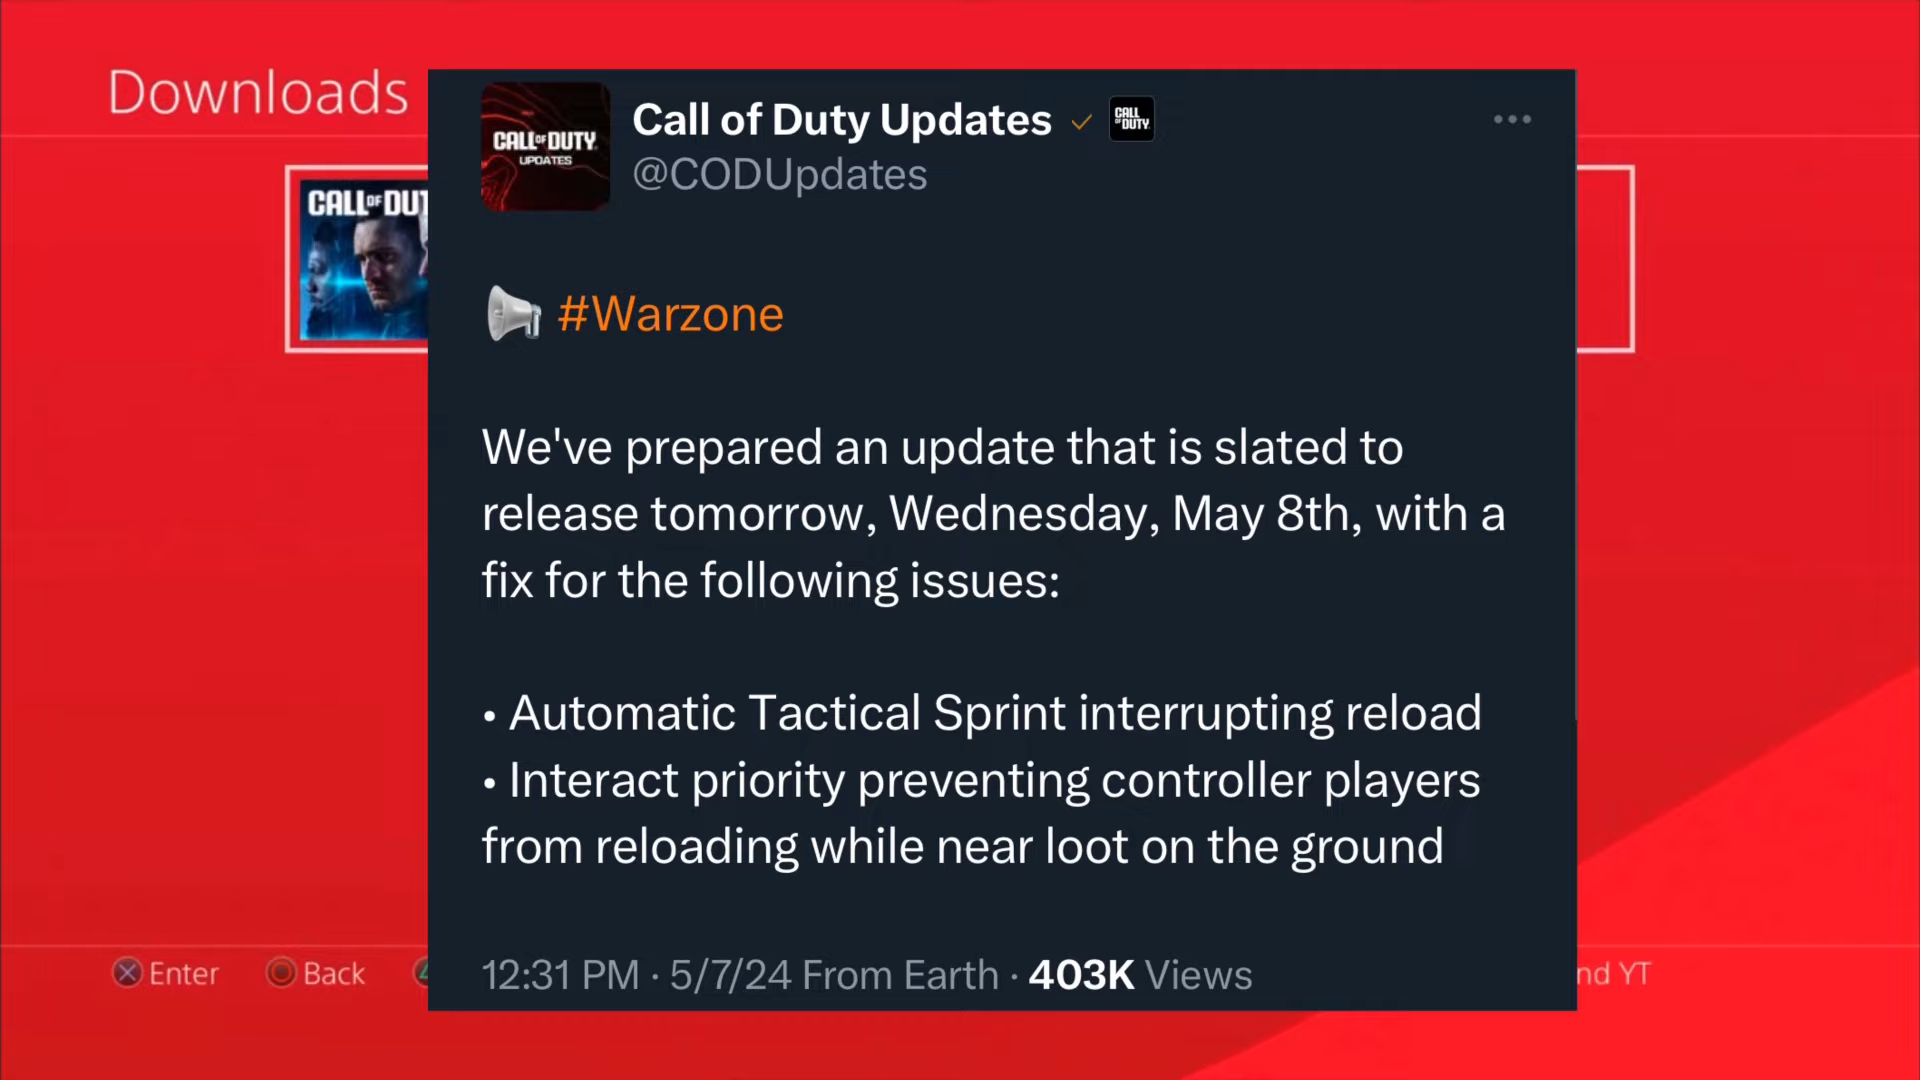 Downloads
CALL OF DUTY
UPDATES
Call of Duty Updates
CALL OF DUTY
@CODUpdates
CALL OF DUT
#Warzone
We've prepared an update that is slated to
release tomorrow, Wednesday, May 8th, with a
fix for the following issues:
• Automatic Tactical Sprint interrupting reload
• Interact priority preventing controller players
from reloading while near loot on the ground
12:31 PM · 5/7/24 From Earth · 403K Views
Enter
Back
nd YT